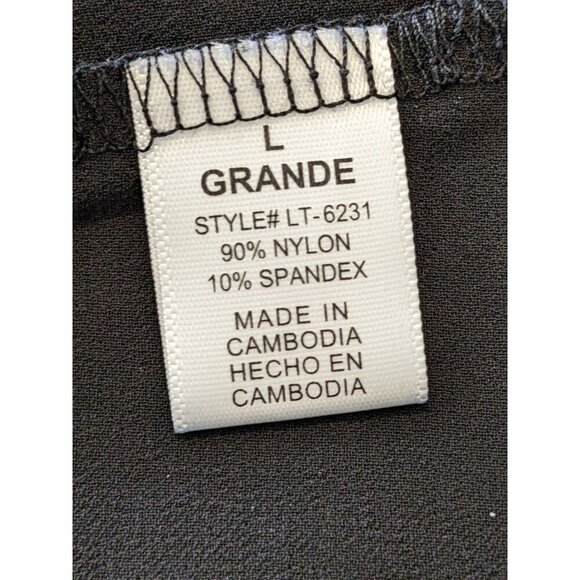 L
GRANDE
STYLE# LT-6231
90% NYLON
10% SPANDEX
MADE IN
CAMBODIA
HECHO EN
CAMBODIA